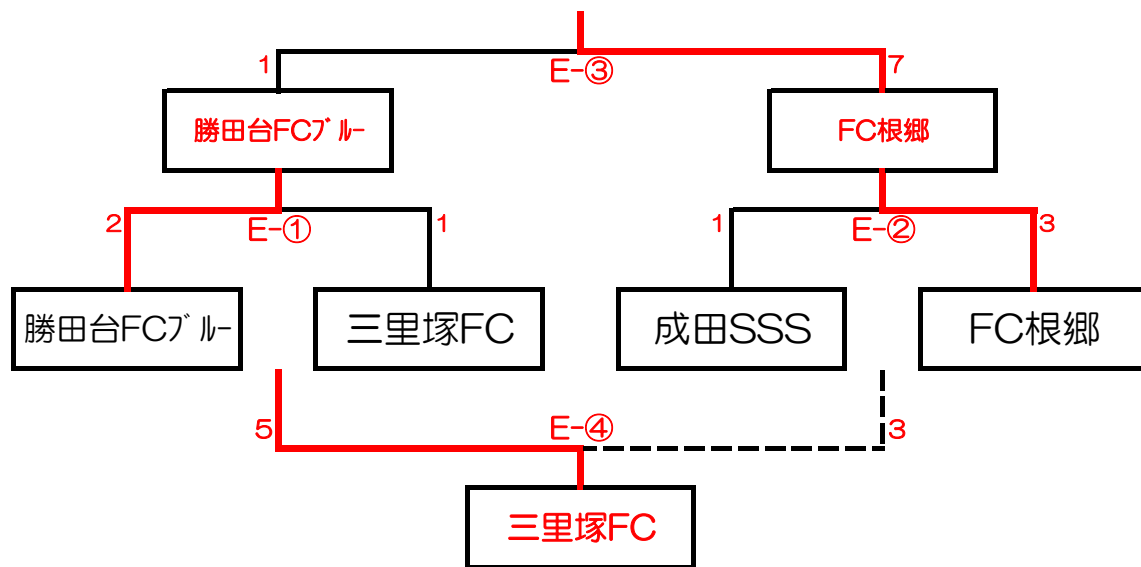 1
E-③
7
勝田台FCﾌﾞﾙｰ
FC根郷
2
E-①
1
1
E-②
3
勝田台FCﾌﾞﾙｰ
三里塚FC
成田SSS
FC根郷
5
E-④
3
三里塚FC